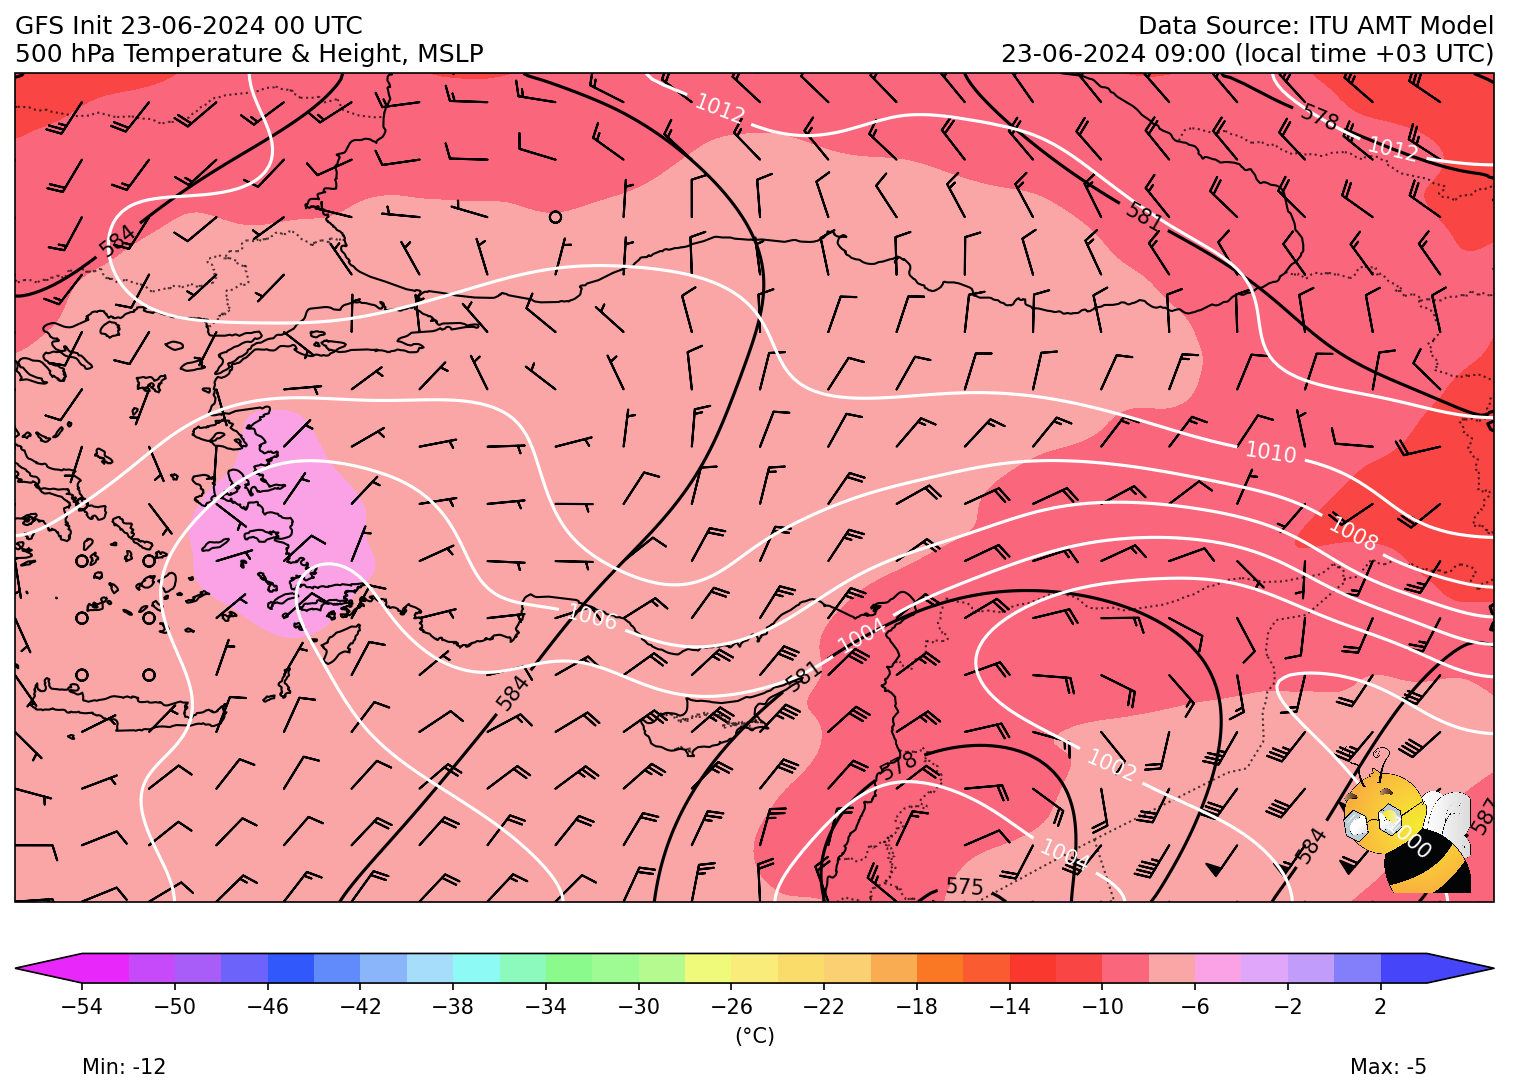 GFS Init 23-06-2024 00 UTC
Data Source: ITU AMT Model
500 hPa Temperature & Height, MSLP
23-06-2024 09:00 (local time +03 UTC)
1012
578
1012
581
584
1010
1008
1006
1004
581
584
1002
578
587
1000
584
1004
575
−54 −50 −46 −42 −38 −34 −30 −26 −22 −18 −14 −10 −6 −2 2
(°C)
Min: -12
Max: -5